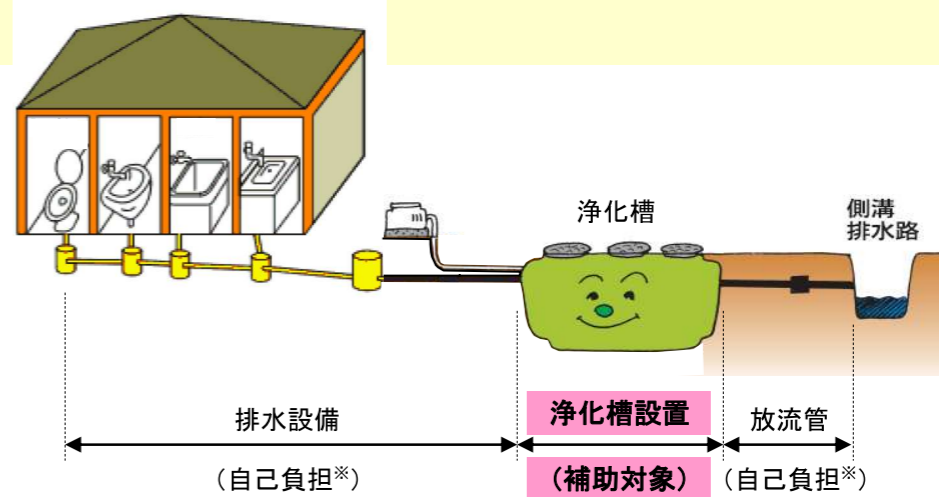 浄化槽
側溝
排水路
排水設備
浄化槽設置
放流管
（自己負担※）
（補助対象）
（自己負担※）